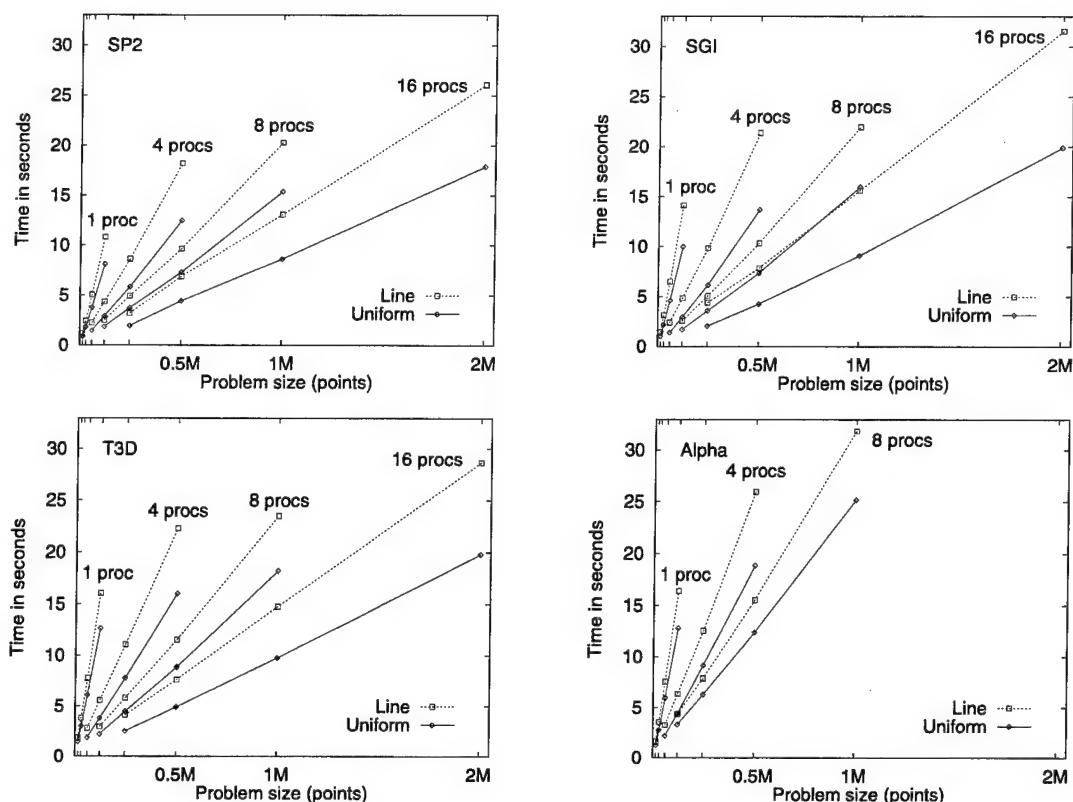 SP2
Time in seconds
30
25
20
15
10
5
0
1 proc
4 procs
8 procs
16 procs
Line
Uniform
0.5M
1M
2M
Problem size (points)
SGI
Time in seconds
30
25
20
15
10
5
0
1 proc
4 procs
8 procs
16 procs
Line
Uniform
0.5M
1M
2M
Problem size (points)
T3D
Time in seconds
30
25
20
15
10
5
0
1 proc
4 procs
8 procs
16 procs
Line
Uniform
0.5M
1M
2M
Problem size (points)
Alpha
Time in seconds
30
25
20
15
10
5
0
1 proc
4 procs
8 procs
Line
Uniform
0.5M
1M
2M
Problem size (points)